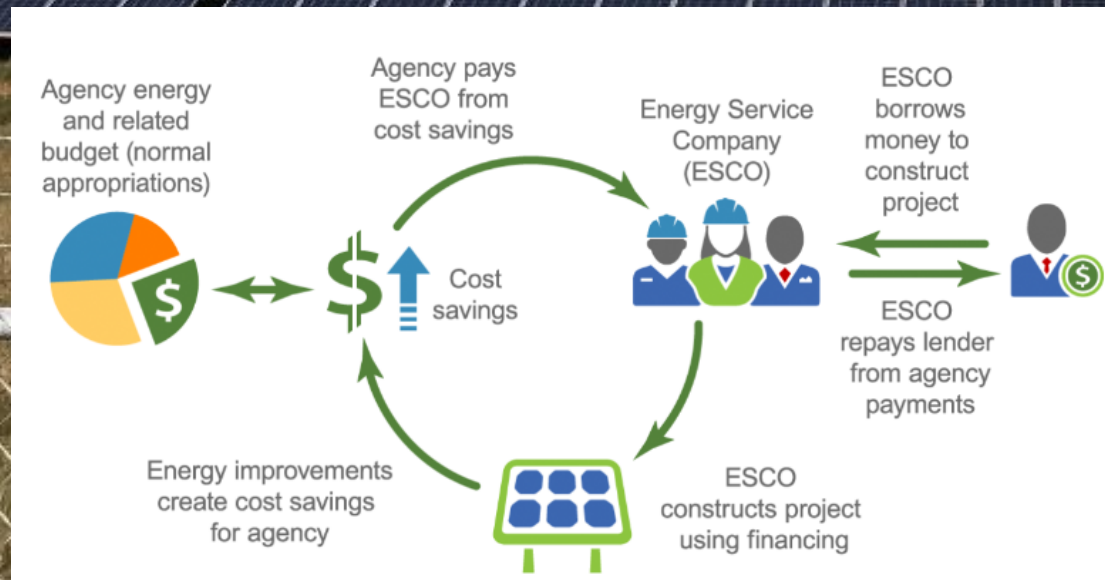 Agency energy
and related
budget (normal
appropriations)
$
Agency pays
ESCO from
cost savings
$
Cost
savings
Energy Service
Company
(ESCO)
ESCO
borrows
money to
construct
project
$
ESCO
repays lender
from agency
payments
ESCO
constructs project
using financing
Energy improvements
create cost savings
for agency